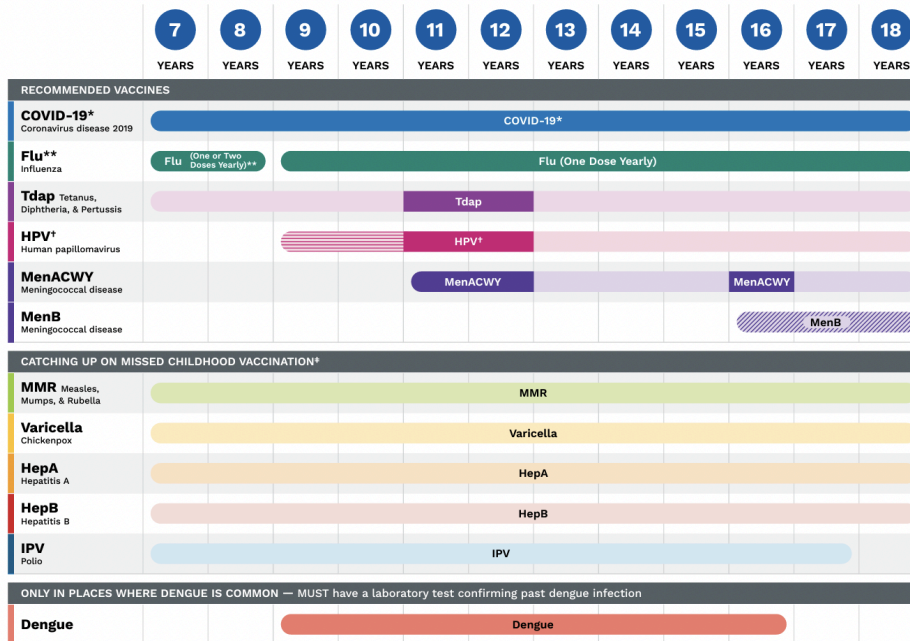 7 8 9 10 11 12 13 14 15 16 17 18
YEARS YEARS YEARS YEARS YEARS YEARS YEARS YEARS YEARS YEARS YEARS YEARS
RECOMMENDED VACCINES
COVID-19*
Coronavirus disease 2019
COVID-19*
Flu**
Influenza
Flu (One or Two
Doses Yearly)**
Flu (One Dose Yearly)
Tdap Tetanus,
Diphtheria, & Pertussis
Tdap
HPV†
Human papillomavirus
HPV†
MenACWY
Meningococcal disease
MenACWY
MenACWY
MenB
Meningococcal disease
MenB
CATCHING UP ON MISSED CHILDHOOD VACCINATION‡
MMR Measles,
Mumps, & Rubella
MMR
Varicella
Chickenpox
Varicella
HepA
Hepatitis A
HepA
HepB
Hepatitis B
HepB
IPV
Polio
IPV
ONLY IN PLACES WHERE DENGUE IS COMMON — MUST have a laboratory test confirming past dengue infection
Dengue
Dengue